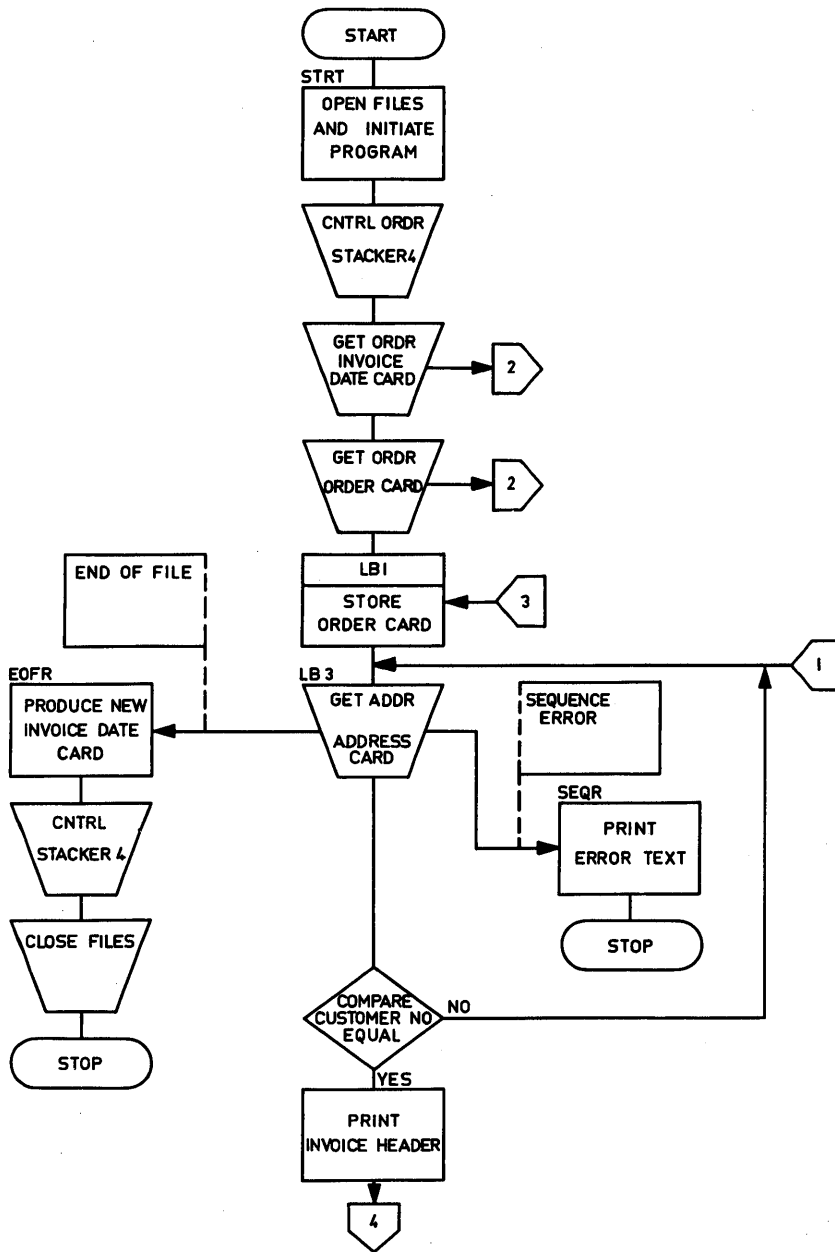 START
STRT
OPEN FILES
AND INITIATE
PROGRAM
CNTRL ORDR
STACKER4
GET ORDR
INVOICE
DATE CARD
2
GET ORDR
ORDER CARD
2
END OF FILE
LB1
STORE
ORDER CARD
3
1
EOFR
PRODUCE NEW
INVOICE DATE
CARD
LB3
GET ADDR
ADDRESS
CARD
SEQUENCE
ERROR
SEQR
PRINT
ERROR TEXT
STOP
CNTRL
STACKER 4
CLOSE FILES
STOP
COMPARE
CUSTOMER NO
EQUAL
NO
YES
PRINT
INVOICE HEADER
4